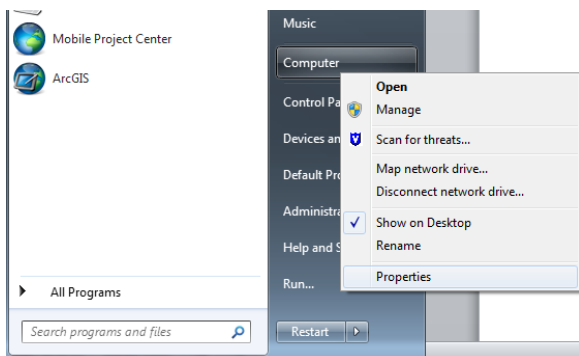 Mobile Project Center
ArcGIS
All Programs
Search programs and files
Music
Computer
Control Pa
Devices an
Default Pro
Administra
Help and S
Run...
Restart
Open
Manage
Scan for threats...
Map network drive...
Disconnect network drive...
Show on Desktop
Rename
Properties